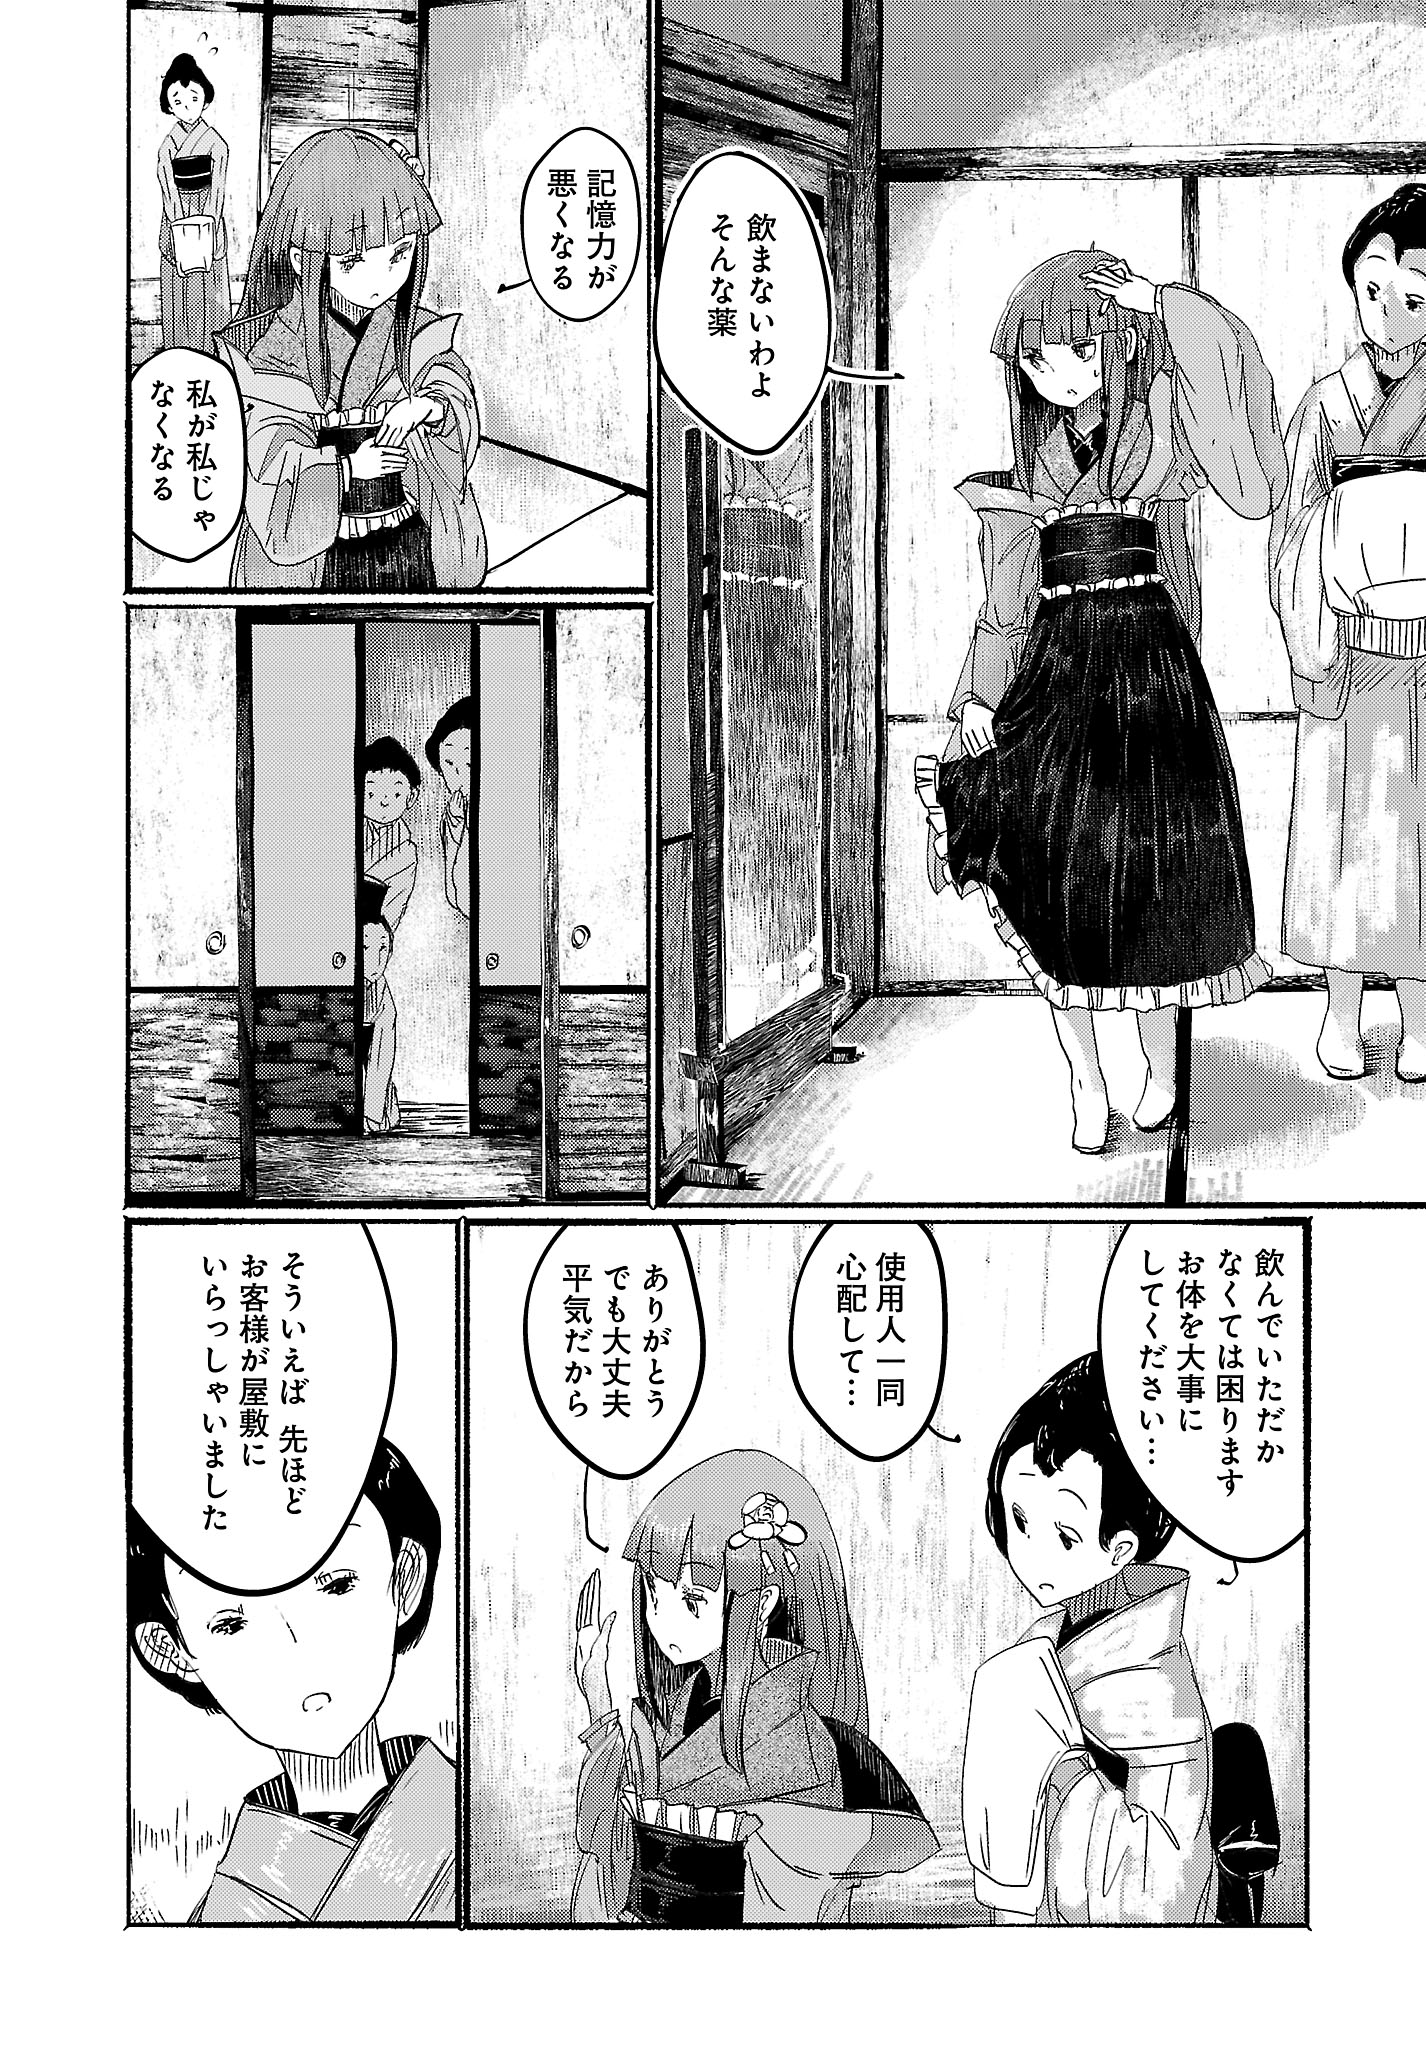 飲まないわよ
そんな薬
記憶力が
悪くなる
私が私じゃ
なくなる
飲んでいただか
なくては困ります
お体を大事に
してください…
使用人一同
心配して…
ありがとう
でも大丈夫
平気だから
そういえば 先ほど
お客様が屋敷に
いらっしゃいました